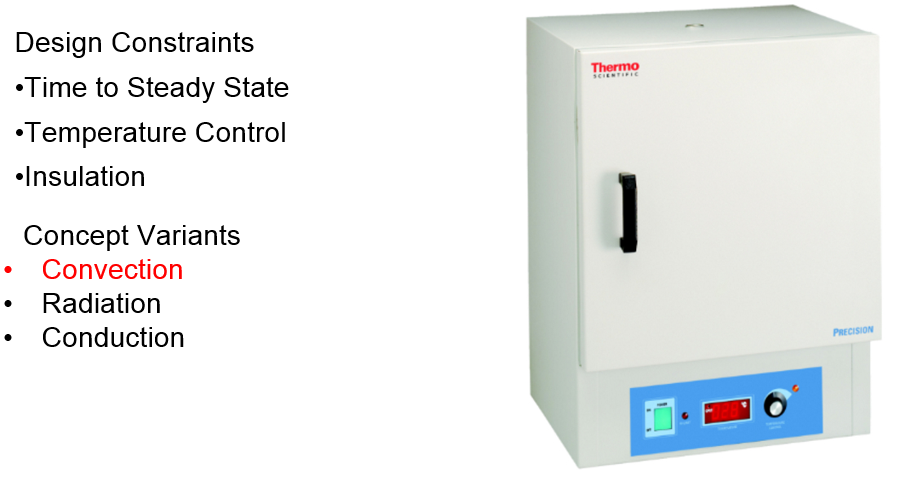 Design Constraints
•Time to Steady State
•Temperature Control
•Insulation
Concept Variants
• Convection
• Radiation
• Conduction
Thermo
SCIENTIFIC
PRECISION